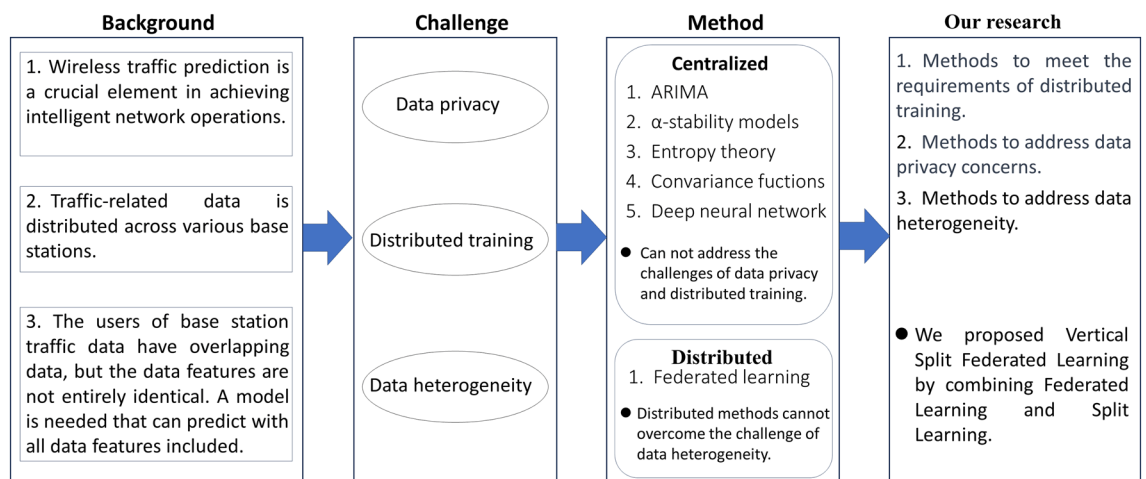 Background
1. Wireless traffic prediction is
a crucial element in achieving
intelligent network operations.
2. Traffic-related data is
distributed across various base
stations.
3. The users of base station
traffic data have overlapping
data, but the data features are
not entirely identical. A model
is needed that can predict with
all data features included.
Challenge
Data privacy
Distributed training
Data heterogeneity
Method
Centralized
1. ARIMA
2. α-stability models
3. Entropy theory
4. Convariance fuctions
5. Deep neural network
● Can not address the
challenges of data privacy
and distributed training.
Distributed
1. Federated learning
● Distributed methods cannot
overcome the challenge of
data heterogeneity.
Our research
1. Methods to meet the
requirements of distributed
training.
2. Methods to address data
privacy concerns.
3. Methods to address data
heterogeneity.
● We proposed Vertical
Split Federated Learning
by combining Federated
Learning and Split
Learning.